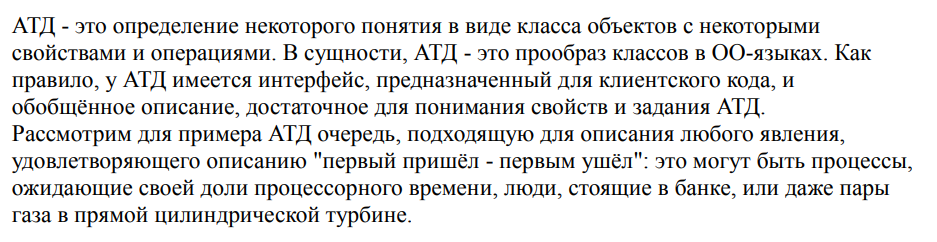 АТД - это определение некоторого понятия в виде класса объектов с некоторыми
свойствами и операциями. В сущности, АТД - это прообраз классов в ОО-языках. Как
правило, у АТД имеется интерфейс, предназначенный для клиентского кода, и
обобщённое описание, достаточное для понимания свойств и задания АТД.
Рассмотрим для примера АТД очередь, подходящую для описания любого явления,
удовлетворяющего описанию "первый пришёл - первым ушёл": это могут быть процессы,
ожидающие своей доли процессорного времени, люди, стоящие в банке, или даже пары
газа в прямой цилиндрической турбине.